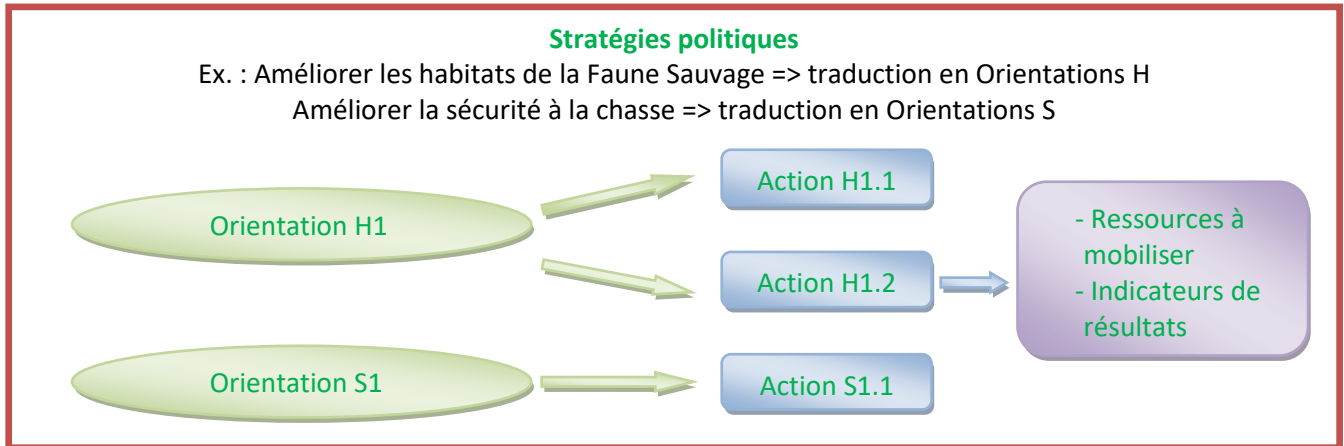 Stratégies politiques
Ex. : Améliorer les habitats de la Faune Sauvage => traduction en Orientations H
Améliorer la sécurité à la chasse => traduction en Orientations S
Orientation H1
Action H1.1
Action H1.2
- Ressources à
mobiliser
- Indicateurs de
résultats
Orientation S1
Action S1.1